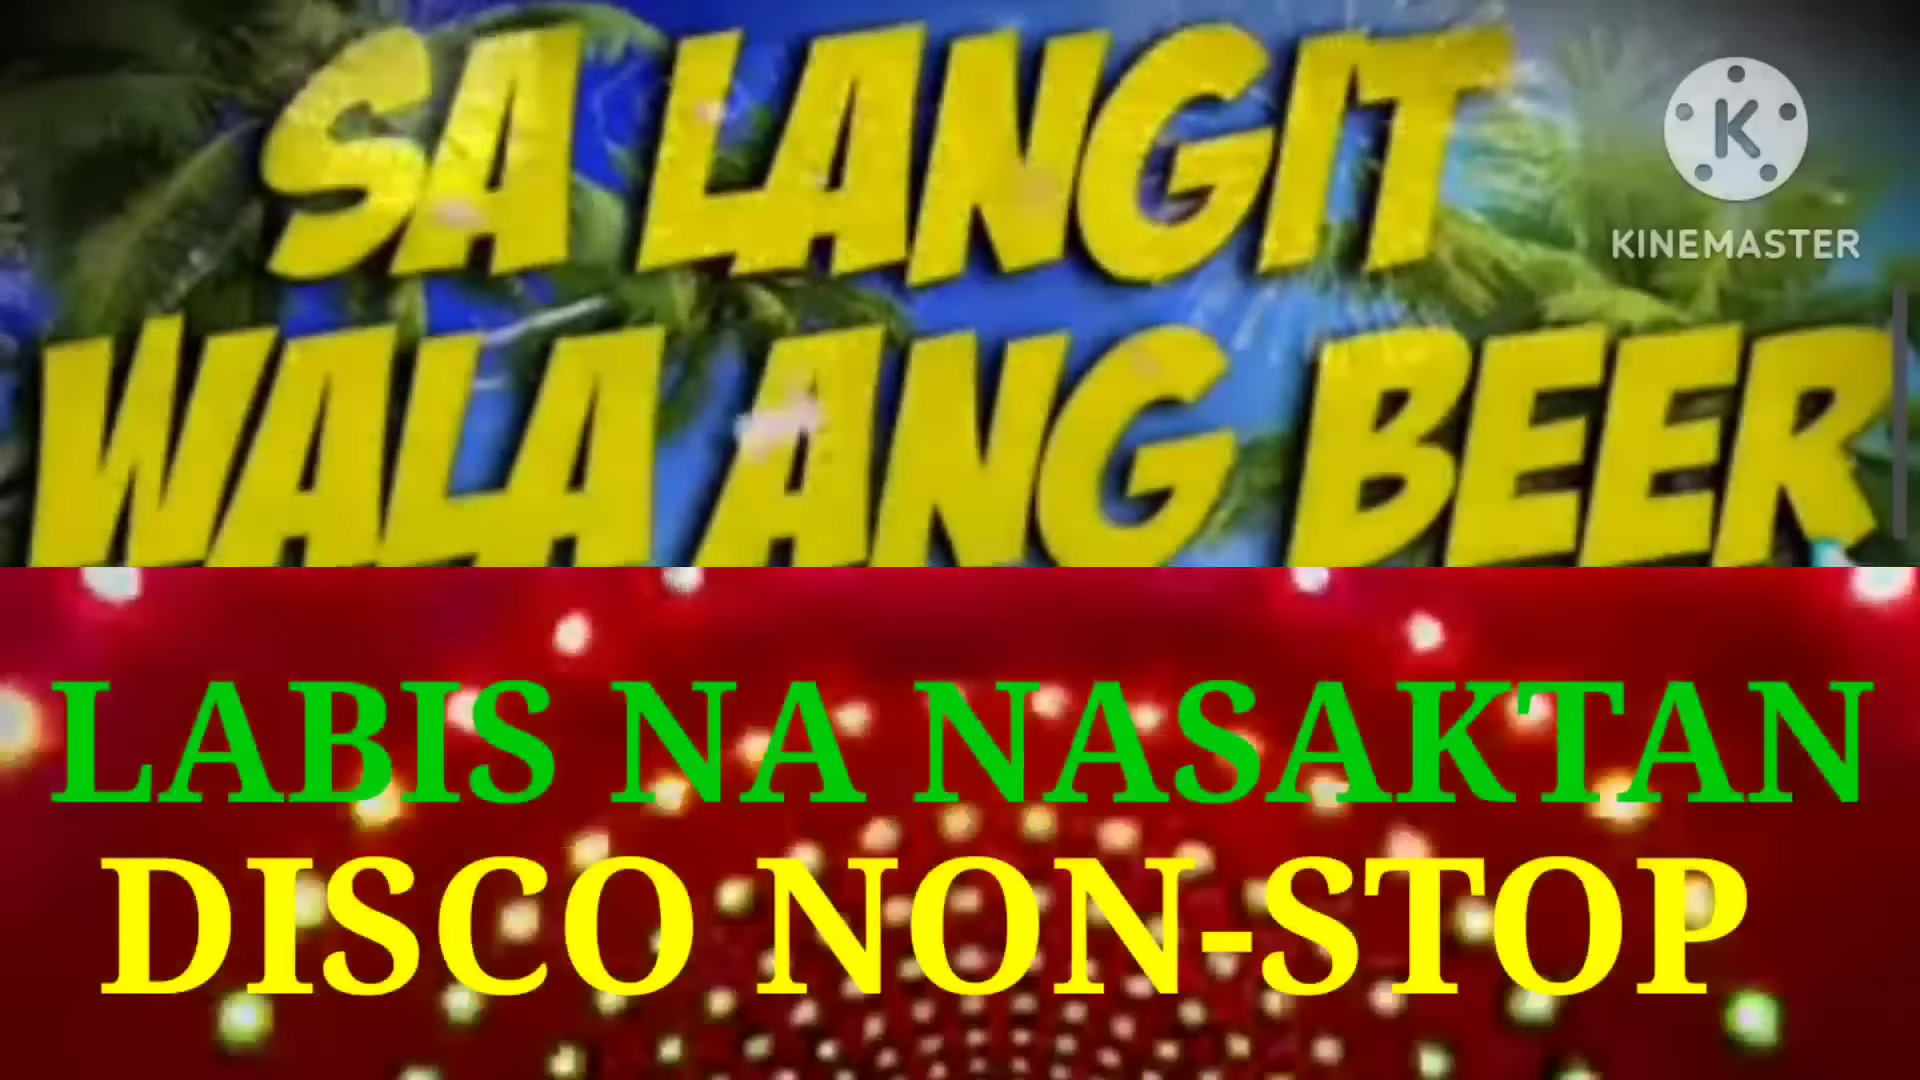 SA LANGIT
WALA ANG BEER
K
KINEMASTER
LABIS NA NASAKTAN
DISCO NON-STOP